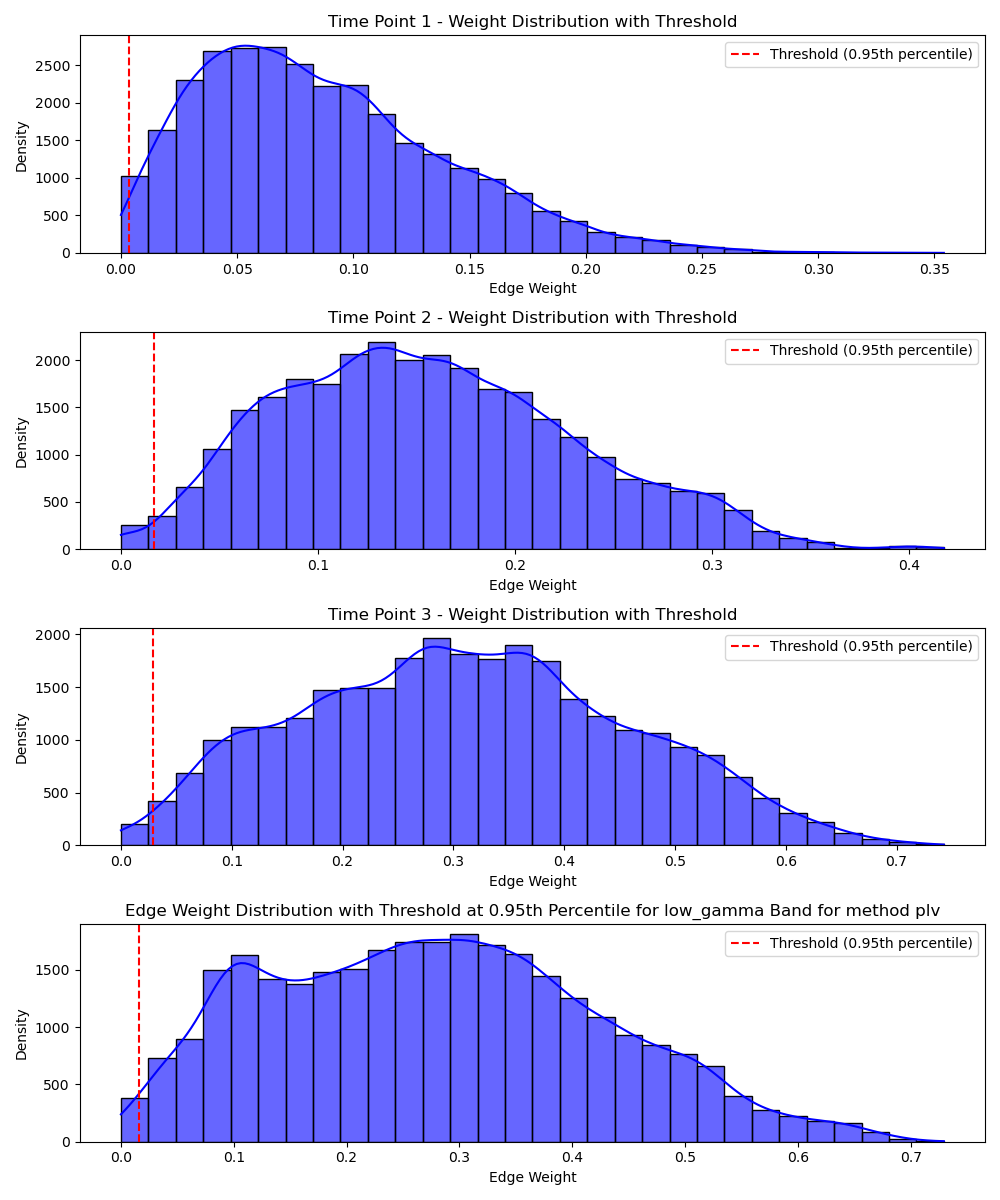 Time Point 1 - Weight Distribution with Threshold
Threshold (0.95th percentile)
Density
2500
2000
1500
1000
500
0
0.00 0.05 0.10 0.15 0.20 0.25 0.30 0.35
Edge Weight
Time Point 2 - Weight Distribution with Threshold
Threshold (0.95th percentile)
Density
2000
1500
1000
500
0
0.0 0.1 0.2 0.3 0.4
Edge Weight
Time Point 3 - Weight Distribution with Threshold
Threshold (0.95th percentile)
Density
2000
1500
1000
500
0
0.0 0.1 0.2 0.3 0.4 0.5 0.6 0.7
Edge Weight
Edge Weight Distribution with Threshold at 0.95th Percentile for low_gamma Band for method plv
Threshold (0.95th percentile)
Density
1500
1000
500
0
0.0 0.1 0.2 0.3 0.4 0.5 0.6 0.7
Edge Weight